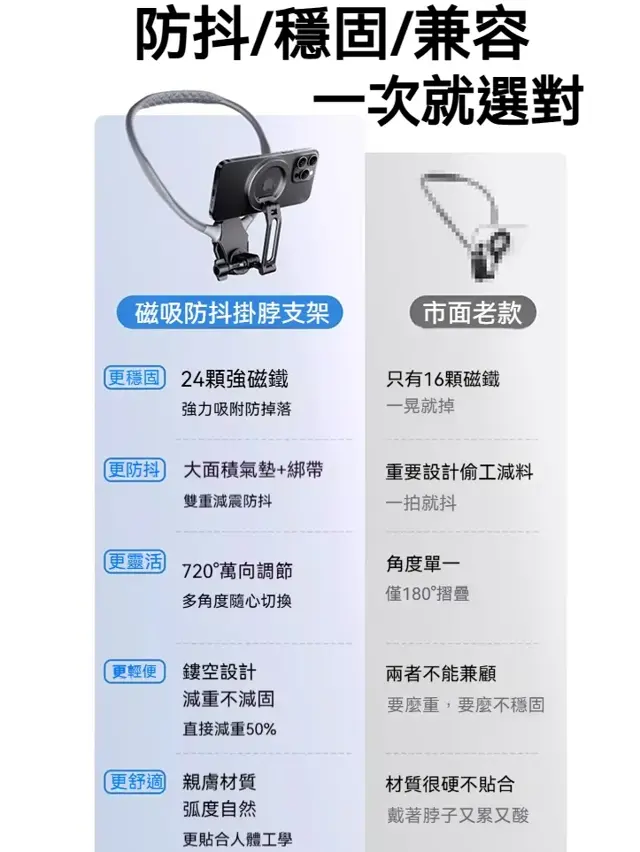 防抖/穩固/兼容
一次就選對
磁吸防抖掛脖支架
市面老款
更穩固
24顆強磁鐵
強力吸附防掉落
只有16顆磁鐵
一晃就掉
更防抖
大面積氣墊+綁帶
雙重減震防抖
重要設計偷工減料
一拍就抖
更靈活
720°萬向調節
多角度隨心切換
角度單一
僅180°摺疊
更輕便
鏤空設計
減重不減固
直接減重50%
兩者不能兼顧
要麼重,要麼不穩固
更舒適
親膚材質
弧度自然
更貼合人體工學
材質很硬不貼合
戴著脖子又累又酸